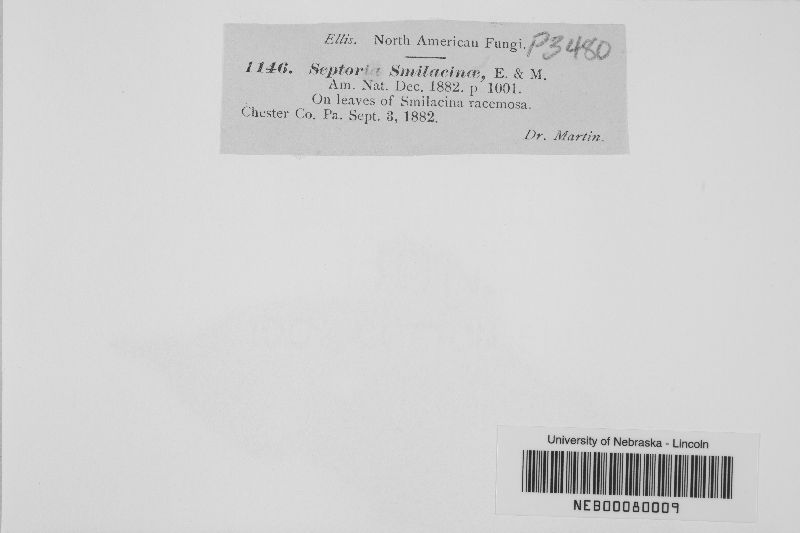 Ellis. North American Fungi. P3480
1146. Septoria Smilacinæ, E. & M.
Am. Nat. Dec. 1882. p 1001.
On leaves of Smilacina racemosa.
Chester Co. Pa. Sept. 3, 1882.
Dr. Martin.
University of Nebraska - Lincoln
NEB00080009